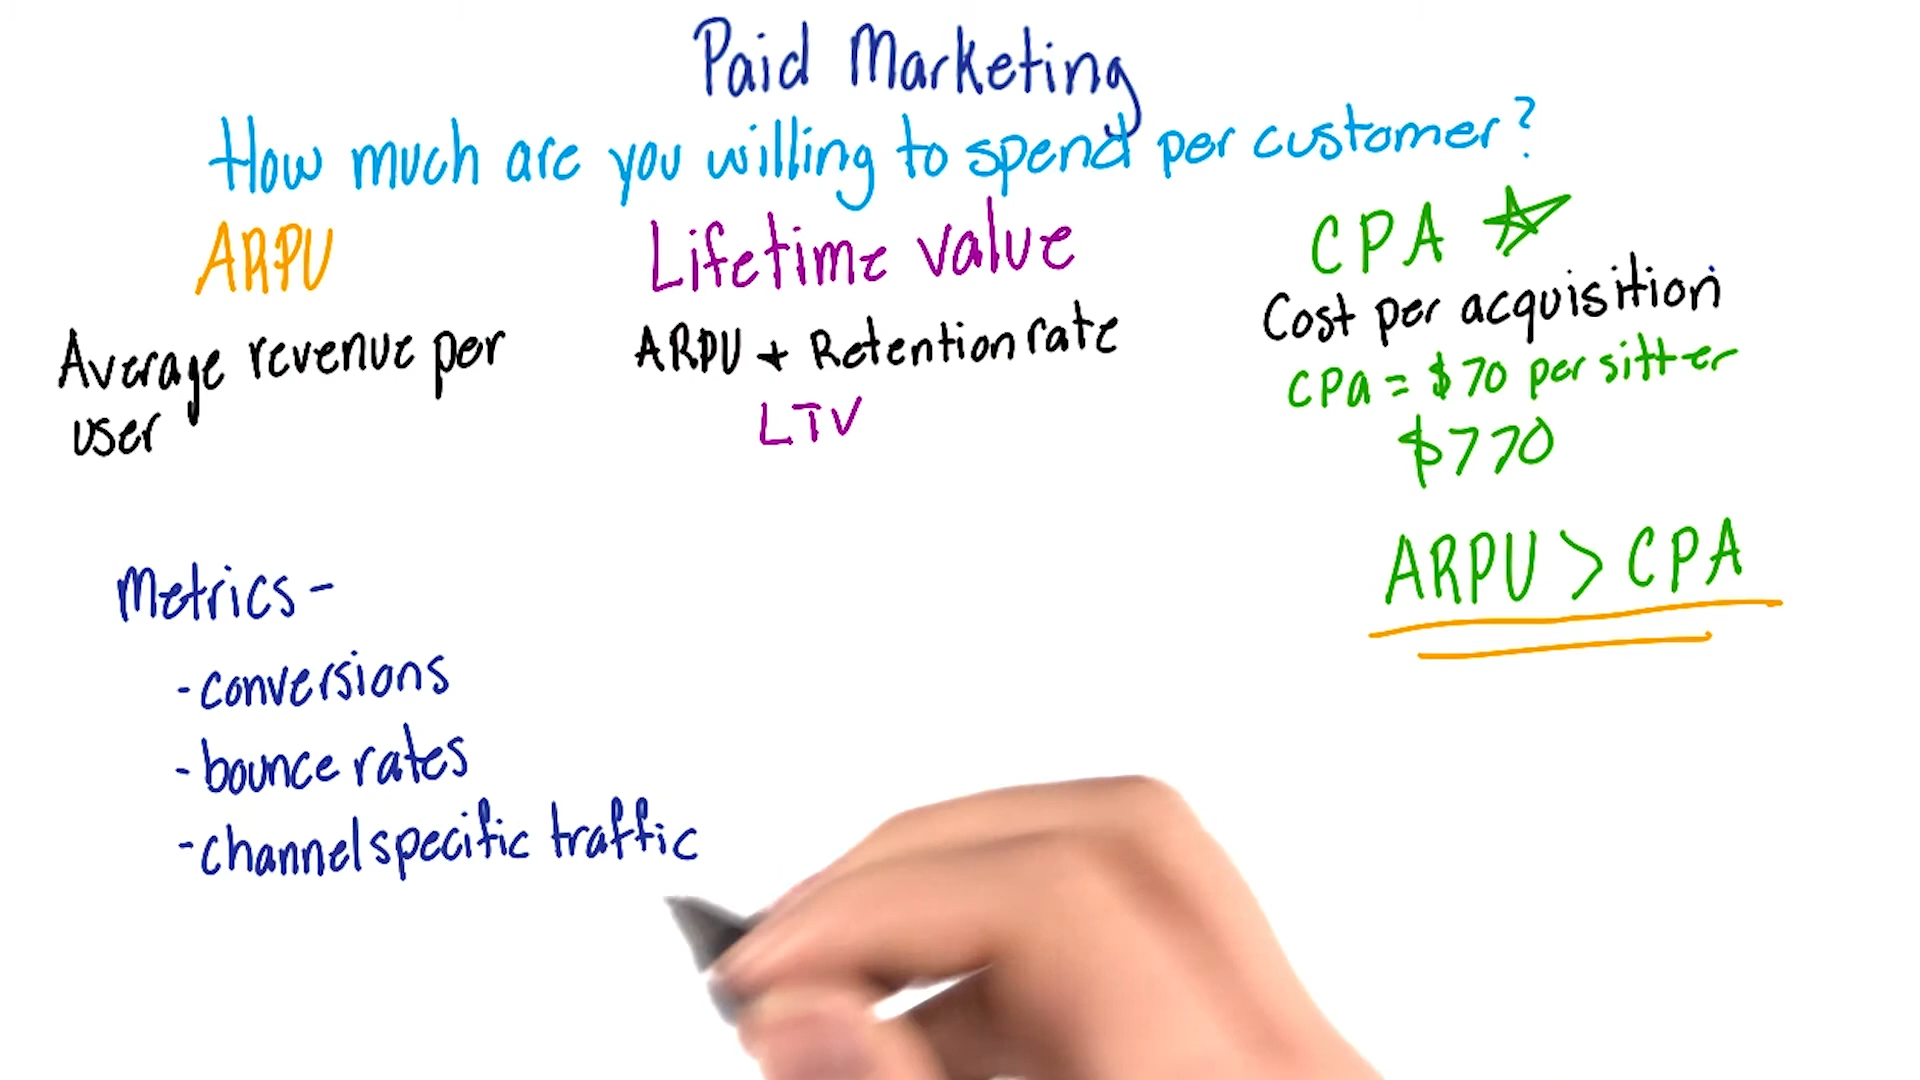 Paid Marketing
How much are you willing to spend per customer?
ARPU
Average revenue per
user
Lifetime value
ARPU + Retention rate
LTV
CPA
Cost per acquisition
CPA = $70 per sitter
$770
ARPU > CPA
Metrics -
- conversions
- bounce rates
- channel specific traffic